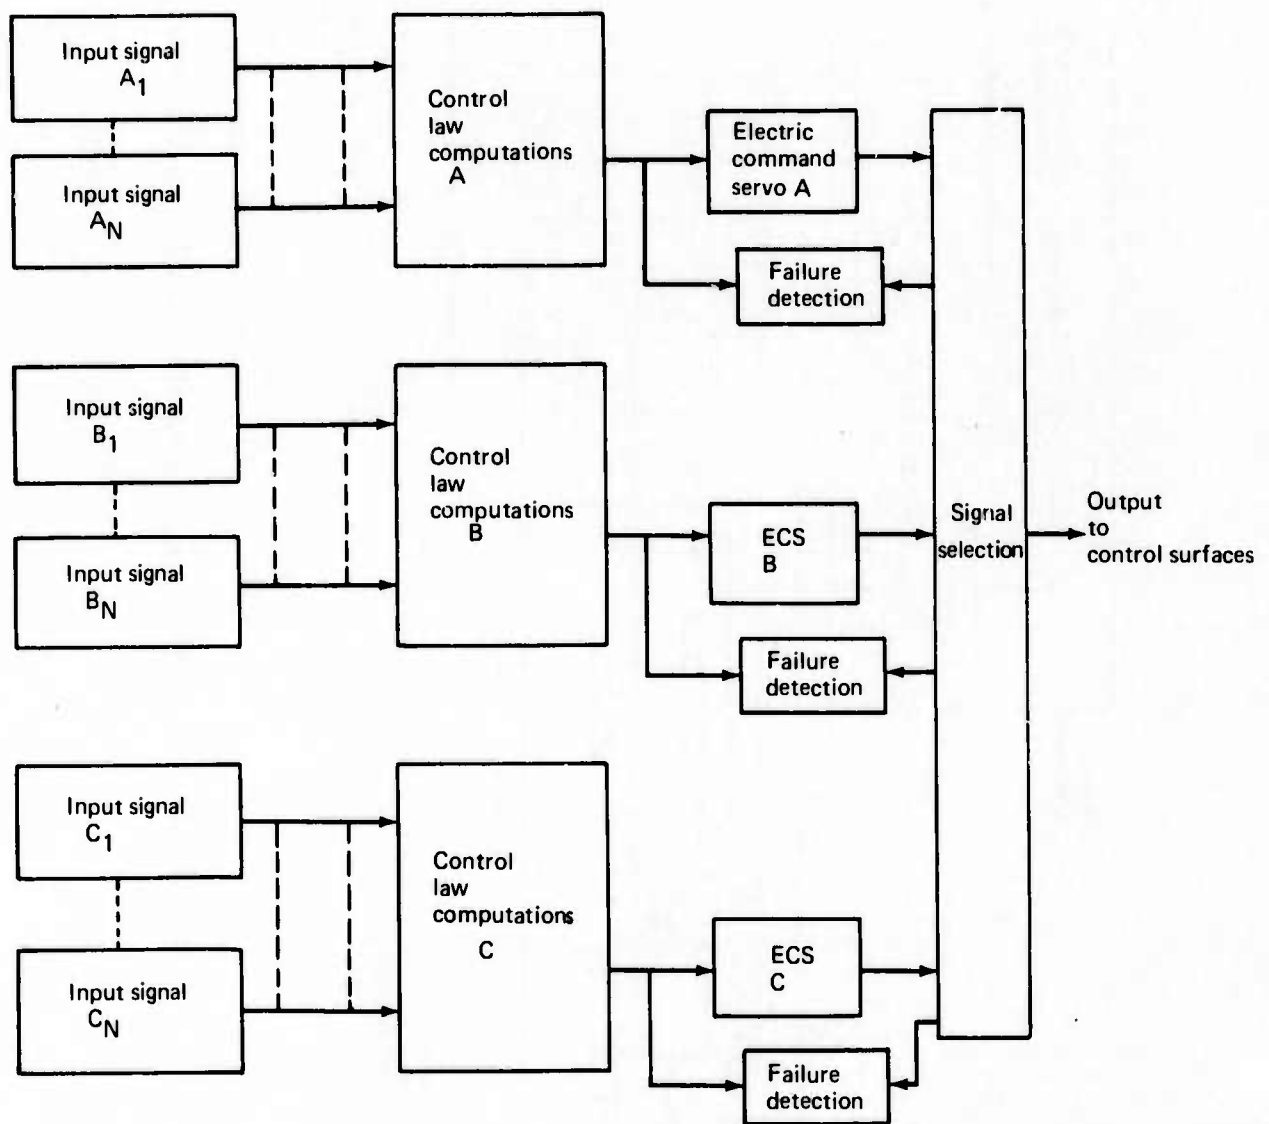 Input signal
A1
Input signal
AN
Control
law
computations
A
Electric
command
servo A
Failure
detection
Input signal
B1
Input signal
BN
Control
law
computations
B
ECS
B
Failure
detection
Signal
selection
Output
to
control surfaces
Input signal
C1
Input signal
CN
Control
law
computations
C
ECS
C
Failure
detection